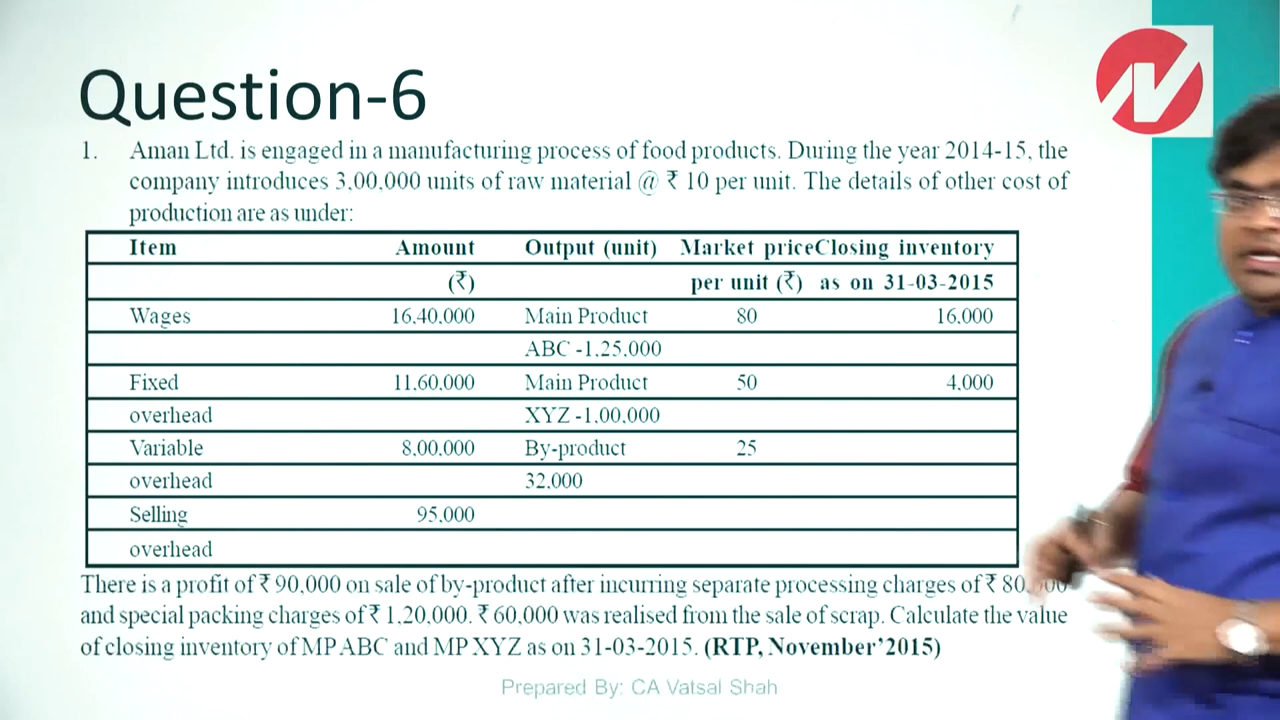 Question-6
1. Aman Ltd. is engaged in a manufacturing process of food products. During the year 2014-15, the
company introduces 3,00,000 units of raw material @ ₹ 10 per unit. The details of other cost of
production are as under:
Item Amount Output (unit) Market price Closing inventory
(₹) per unit (₹) as on 31-03-2015
Wages 16,40,000 Main Product 80 16,000
ABC -1,25,000
Fixed 11,60,000 Main Product 50 4,000
overhead XYZ -1,00,000
Variable 8,00,000 By-product 25
overhead 32,000
Selling 95,000
overhead
There is a profit of ₹ 90,000 on sale of by-product after incurring separate processing charges of ₹
and special packing charges of ₹ 1,20,000. ₹ 60,000 was realised from the sale of scrap. Calculate the value
of closing inventory of MP ABC and MP XYZ as on 31-03-2015. (RTP, November'2015)
Prepared By: CA Vatsal Shah